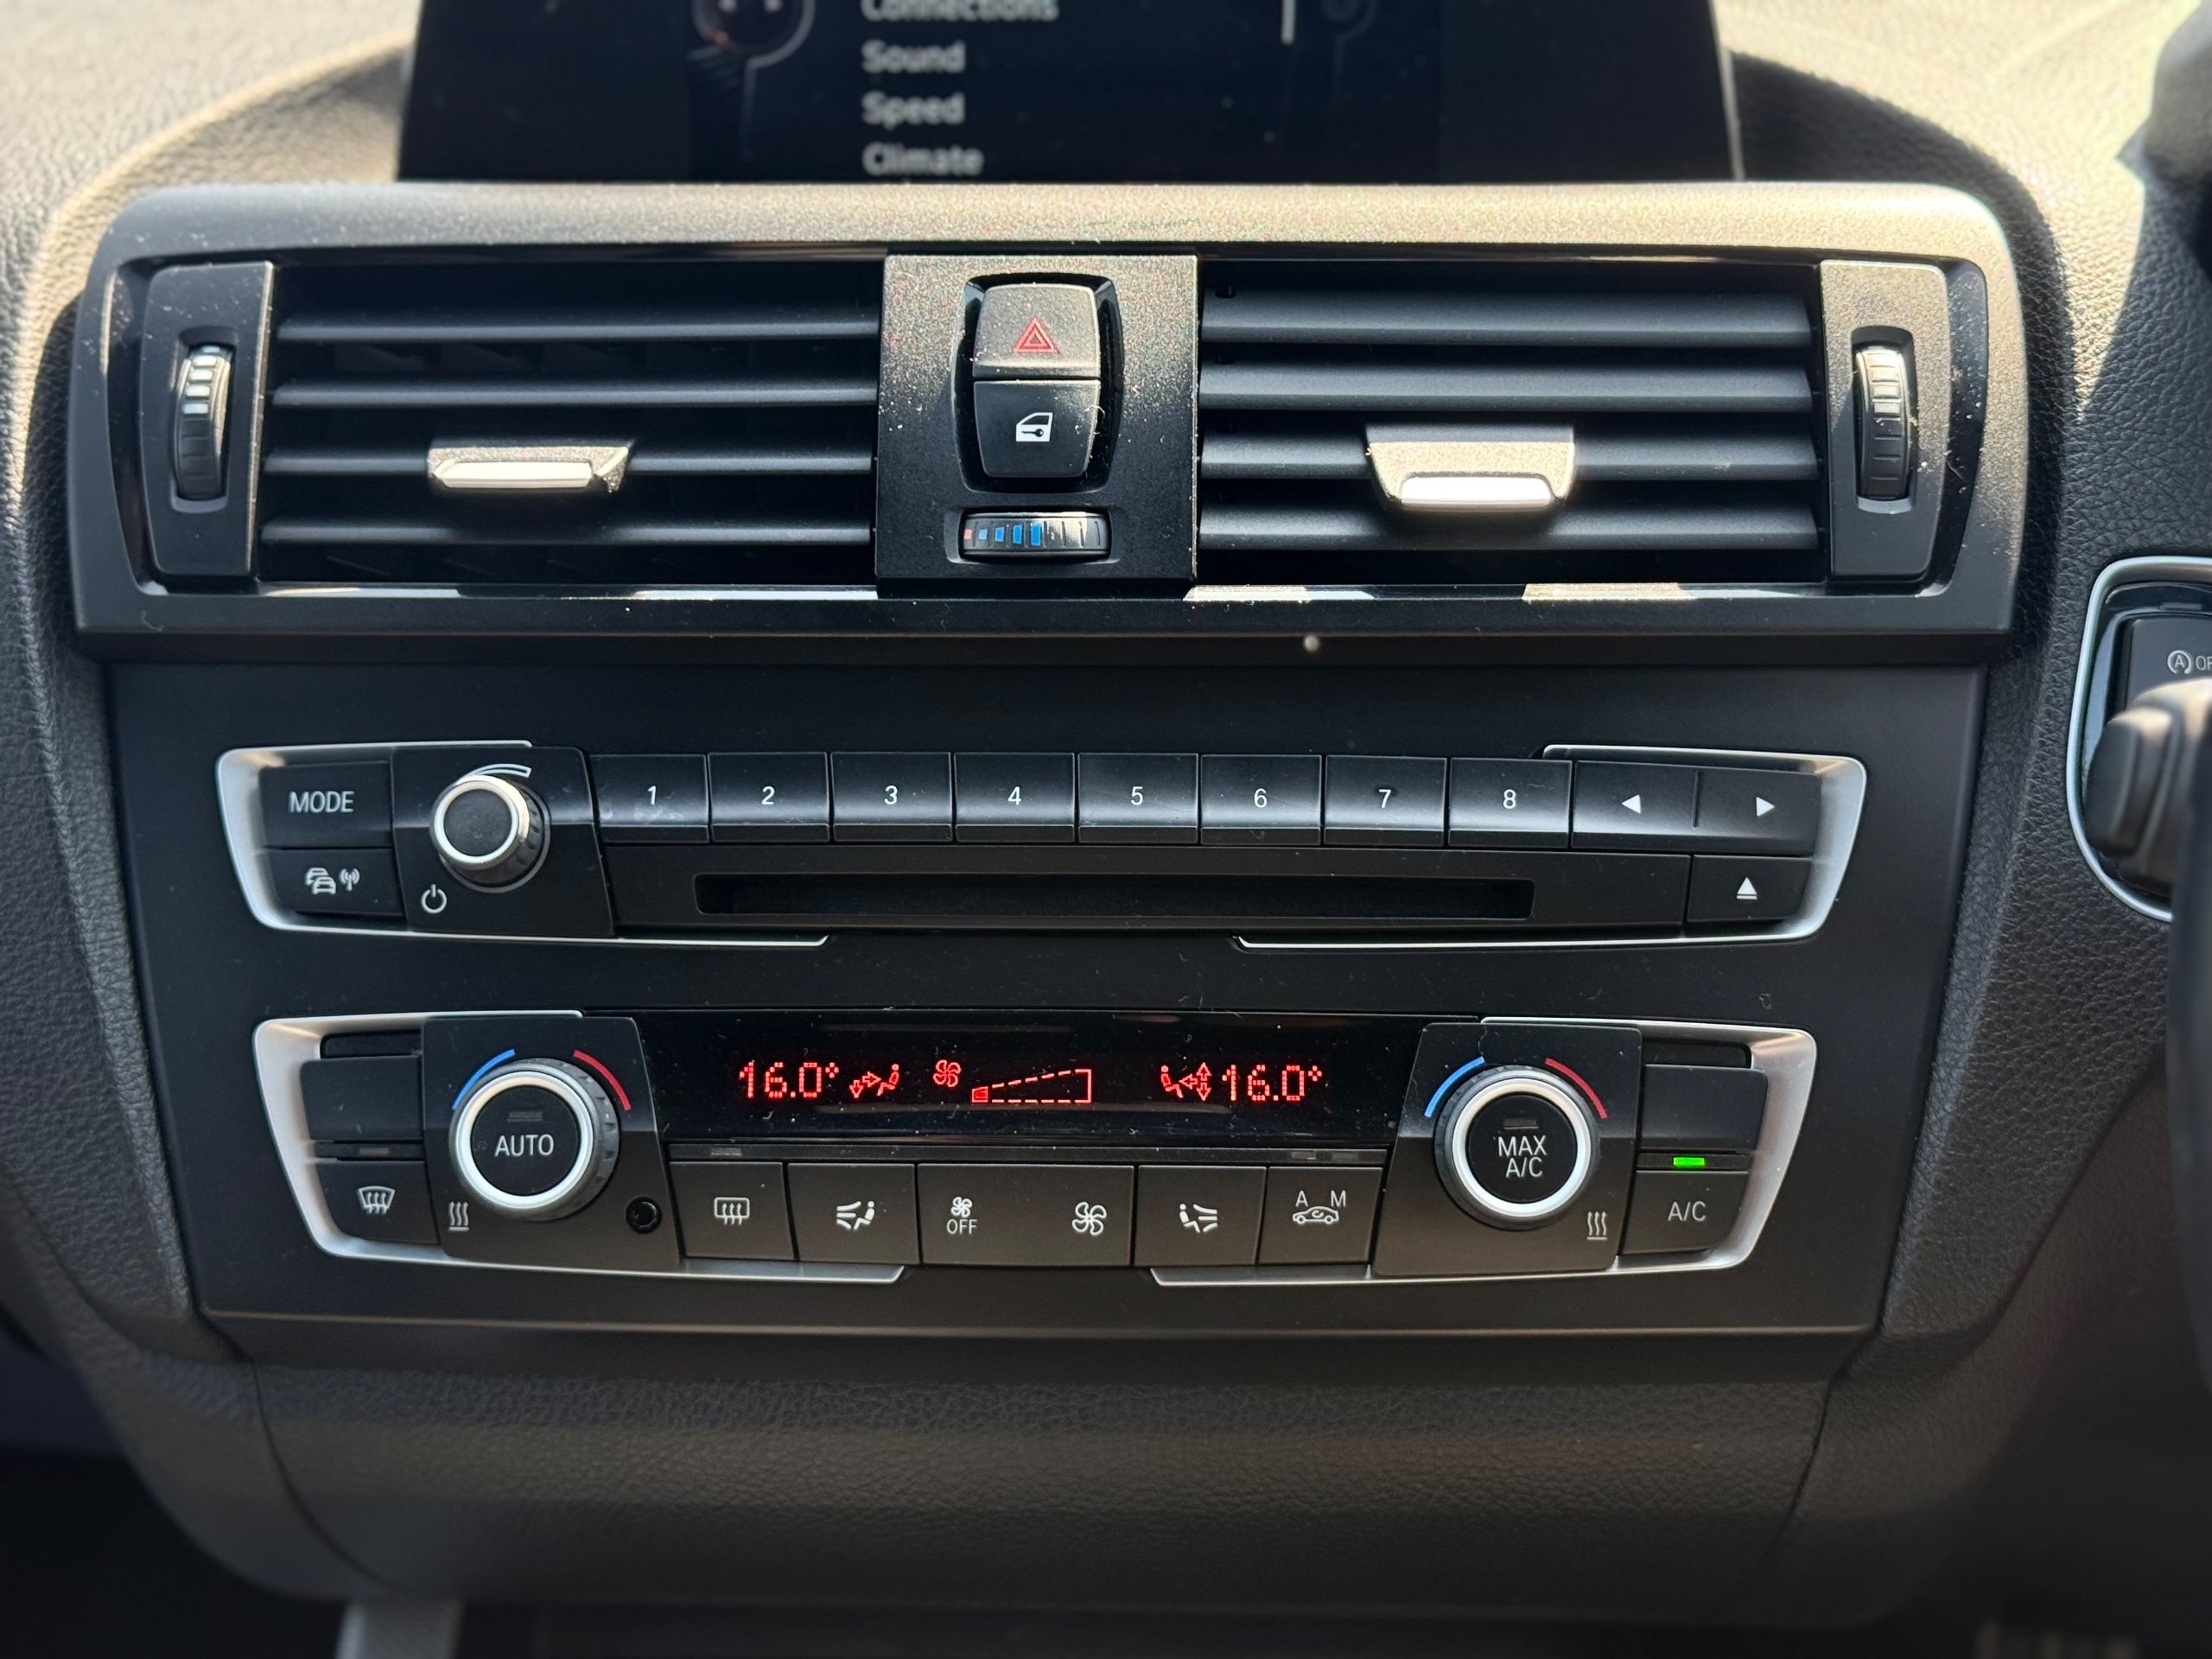 Connections
Sound
Speed
Climate
MODE
1 2 3 4 5 6 7 8
16.0° 16.0°
AUTO
MAX
A/C
OFF
A M
A/C
A